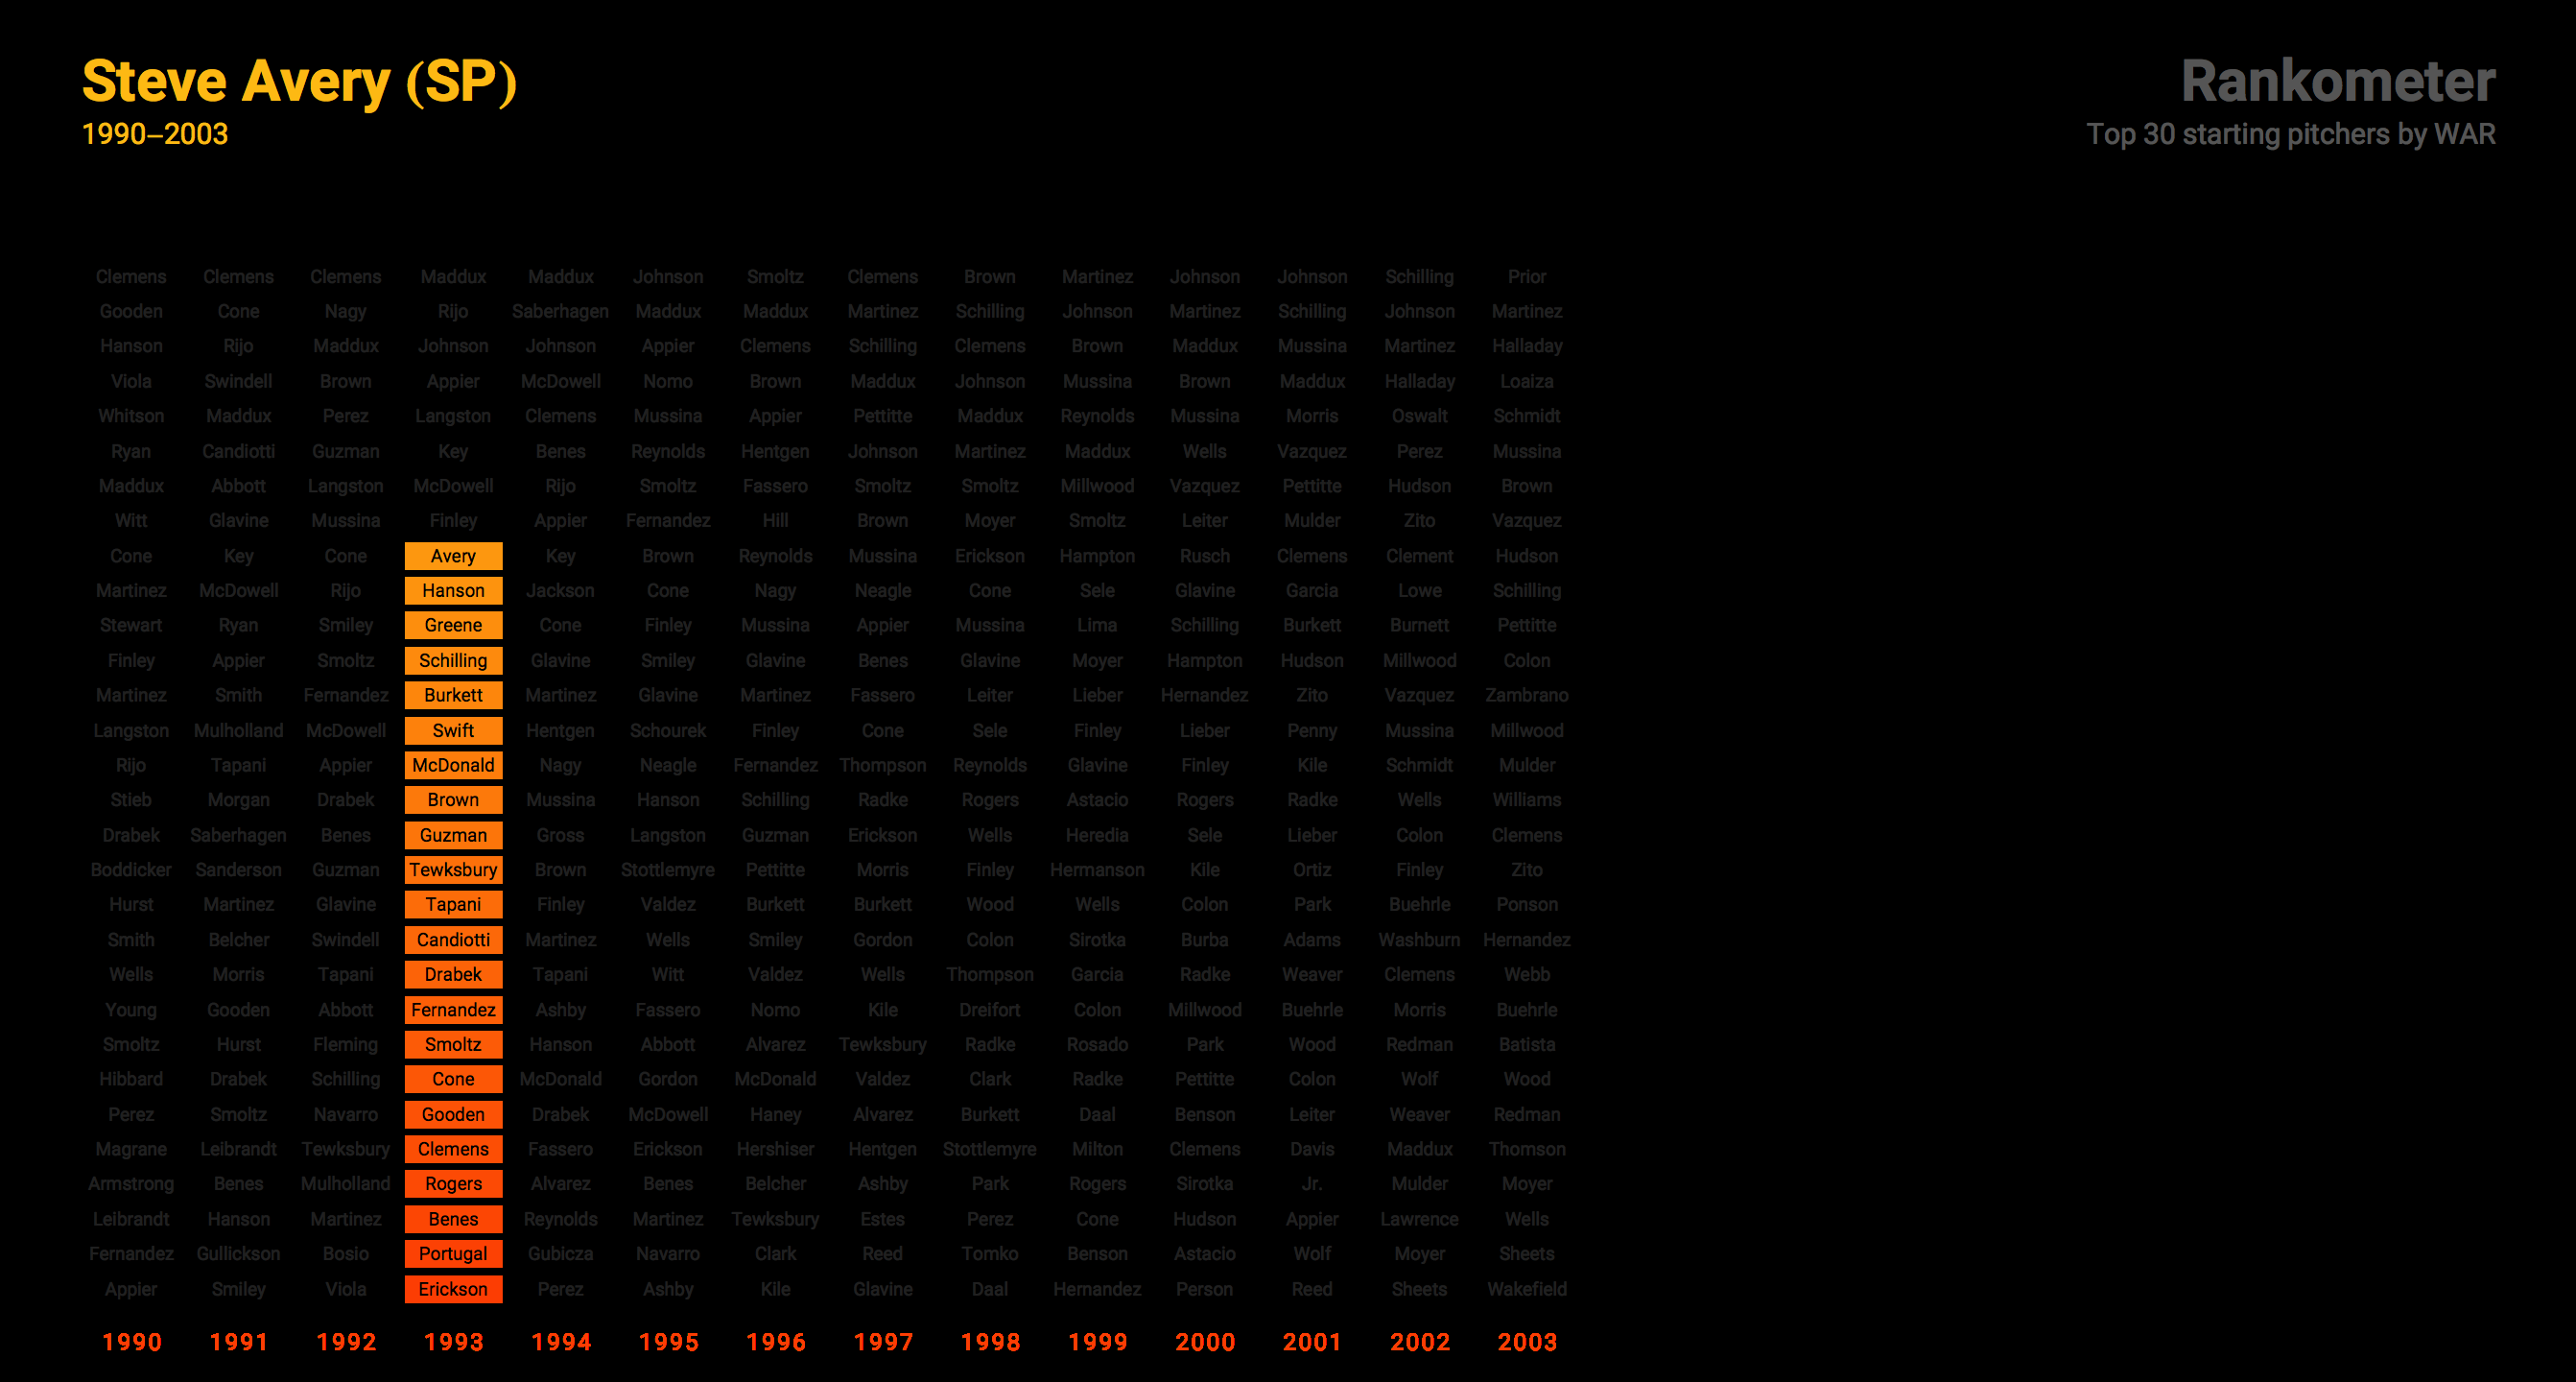 Steve Avery (SP)
1990–2003
Rankometer
Top 30 starting pitchers by WAR
Clemens Clemens Clemens Maddux Maddux Johnson Smoltz Clemens Brown Martinez Johnson Johnson Schilling Prior
Gooden Cone Nagy Rijo Saberhagen Maddux Maddux Martinez Schilling Johnson Martinez Schilling Johnson Martinez
Hanson Rijo Maddux Johnson Johnson Appier Clemens Schilling Clemens Brown Maddux Mussina Martinez Halladay
Viola Swindell Brown Appier McDowell Nomo Brown Maddux Johnson Mussina Brown Maddux Halladay Loaiza
Whitson Maddux Perez Langston Clemens Mussina Appier Pettitte Maddux Reynolds Mussina Morris Oswalt Schmidt
Ryan Candiotti Guzman Key Benes Reynolds Hentgen Johnson Martinez Maddux Wells Vazquez Perez Mussina
Maddux Abbott Langston McDowell Rijo Smoltz Fassero Smoltz Smoltz Millwood Vazquez Pettitte Hudson Brown
Witt Glavine Mussina Finley Appier Fernandez Hill Brown Moyer Smoltz Leiter Mulder Zito Vazquez
Cone Key Cone Avery Key Brown Reynolds Mussina Erickson Hampton Rusch Clemens Clement Hudson
Martinez McDowell Rijo Hanson Jackson Cone Nagy Neagle Cone Sele Glavine Garcia Lowe Schilling
Stewart Ryan Smiley Greene Cone Finley Mussina Appier Mussina Lima Schilling Burkett Burnett Pettitte
Finley Appier Smoltz Schilling Glavine Smiley Glavine Benes Glavine Moyer Hampton Hudson Millwood Colon
Martinez Smith Fernandez Burkett Martinez Glavine Martinez Fassero Leiter Lieber Hernandez Zito Vazquez Zambrano
Langston Mulholland McDowell Swift Hentgen Schourek Finley Cone Sele Finley Lieber Penny Mussina Millwood
Rijo Tapani Appier McDonald Nagy Neagle Fernandez Thompson Reynolds Glavine Finley Kile Schmidt Mulder
Stieb Morgan Drabek Brown Mussina Hanson Schilling Radke Rogers Astacio Rogers Radke Wells Williams
Drabek Saberhagen Benes Guzman Gross Langston Guzman Erickson Wells Heredia Sele Lieber Colon Clemens
Boddicker Sanderson Guzman Tewksbury Brown Stottlemyre Pettitte Morris Finley Hermanson Kile Ortiz Finley Zito
Hurst Martinez Glavine Tapani Finley Valdez Burkett Burkett Wood Wells Colon Park Buehrle Ponson
Smith Belcher Swindell Candiotti Martinez Wells Smiley Gordon Colon Sirotka Burba Adams Washburn Hernandez
Wells Morris Tapani Drabek Tapani Witt Valdez Wells Thompson Garcia Radke Weaver Clemens Webb
Young Gooden Abbott Fernandez Ashby Fassero Nomo Kile Dreifort Colon Millwood Buehrle Morris Buehrle
Smoltz Hurst Fleming Smoltz Hanson Abbott Alvarez Tewksbury Radke Rosado Park Wood Redman Batista
Hibbard Drabek Schilling Cone McDonald Gordon McDonald Valdez Clark Radke Pettitte Colon Wolf Wood
Perez Smoltz Navarro Gooden Drabek McDowell Haney Alvarez Burkett Daal Benson Leiter Weaver Redman
Magrane Leibrandt Tewksbury Clemens Fassero Erickson Hershiser Hentgen Stottlemyre Milton Clemens Davis Maddux Thomson
Armstrong Benes Mulholland Rogers Alvarez Benes Belcher Ashby Park Rogers Sirotka Jr. Mulder Moyer
Leibrandt Hanson Martinez Benes Reynolds Martinez Tewksbury Estes Perez Cone Hudson Appier Lawrence Wells
Fernandez Gullickson Bosio Portugal Gubicza Navarro Clark Reed Tomko Benson Astacio Wolf Moyer Sheets
Appier Smiley Viola Erickson Perez Ashby Kile Glavine Daal Hernandez Person Reed Sheets Wakefield
1990 1991 1992 1993 1994 1995 1996 1997 1998 1999 2000 2001 2002 2003